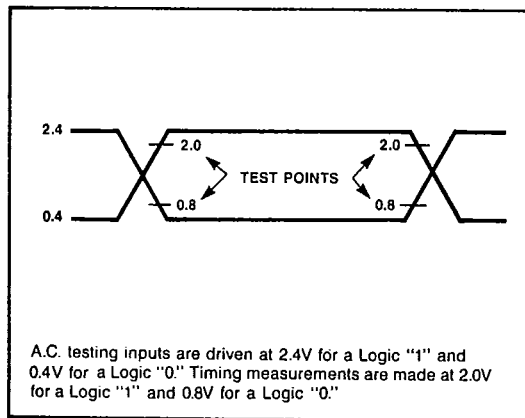 2.4
2.0
2.0
TEST POINTS
0.8
0.8
0.4
A.C. testing inputs are driven at 2.4V for a Logic "1" and
0.4V for a Logic "0." Timing measurements are made at 2.0V
for a Logic "1" and 0.8V for a Logic "0."